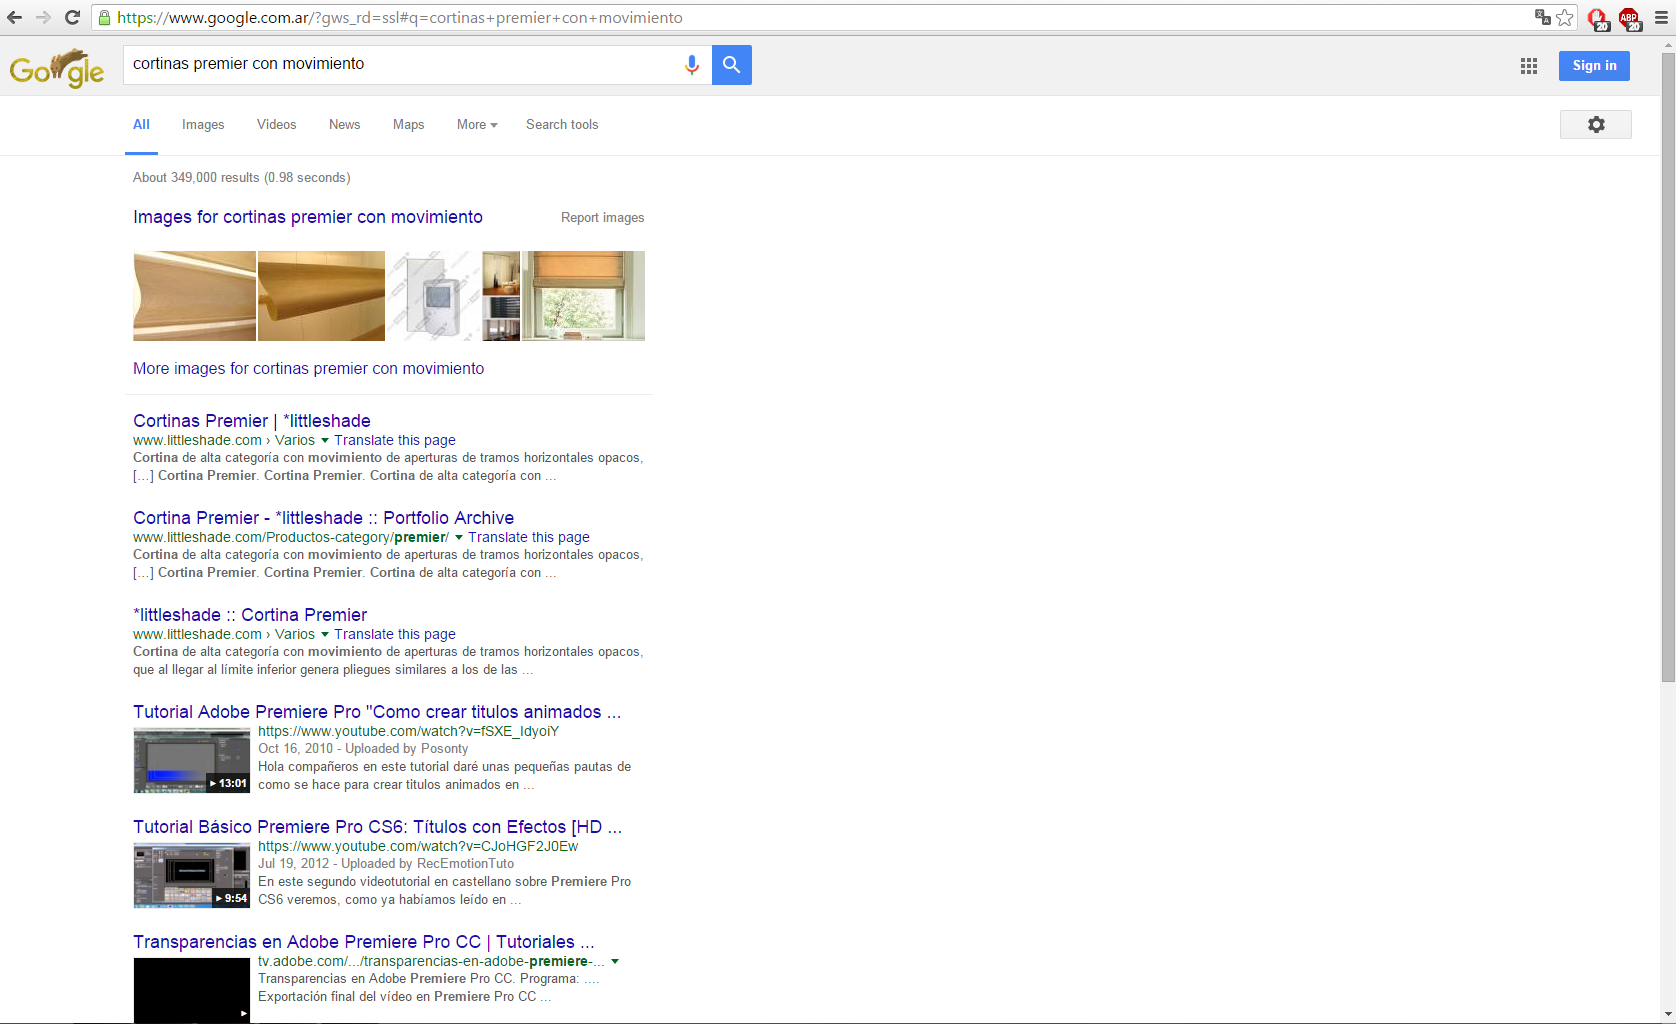 https://www.google.com.ar/?gws_rd=ssl#q=cortinas+premier+con+movimiento
20
ABP
20
Google
cortinas premier con movimiento
Sign in
All
Images
Videos
News
Maps
More
Search tools
About 349,000 results (0.98 seconds)
Images for cortinas premier con movimiento
Report images
More images for cortinas premier con movimiento
Cortinas Premier | *littleshade
www.littleshade.com › Varios Translate this page
Cortina de alta categoría con movimiento de aperturas de tramos horizontales opacos,
[...] Cortina Premier. Cortina Premier. Cortina de alta categoría con ...
Cortina Premier - *littleshade :: Portfolio Archive
www.littleshade.com/Productos-category/premier/ Translate this page
Cortina de alta categoría con movimiento de aperturas de tramos horizontales opacos,
[...] Cortina Premier. Cortina Premier. Cortina de alta categoría con ...
*littleshade :: Cortina Premier
www.littleshade.com › Varios Translate this page
Cortina de alta categoría con movimiento de aperturas de tramos horizontales opacos,
que al llegar al límite inferior genera pliegues similares a los de las ...
Tutorial Adobe Premiere Pro "Como crear titulos animados ...
https://www.youtube.com/watch?v=fSXE_IdyoiY
Oct 16, 2010 - Uploaded by Posonty
Hola compañeros en este tutorial daré unas pequeñas pautas de
13:01
como se hace para crear titulos animados en ...
Tutorial Básico Premiere Pro CS6: Títulos con Efectos [HD ...
https://www.youtube.com/watch?v=CJoHGF2J0Ew
Jul 19, 2012 - Uploaded by RecEmotionTuto
En este segundo videotutorial en castellano sobre Premiere Pro
9:54
CS6 veremos, como ya habíamos leído en ...
Transparencias en Adobe Premiere Pro CC | Tutoriales ...
tv.adobe.com/.../transparencias-en-adobe-premiere-...
Transparencias en Adobe Premiere Pro CC. Programa: ....
Exportación final del vídeo en Premiere Pro CC ...